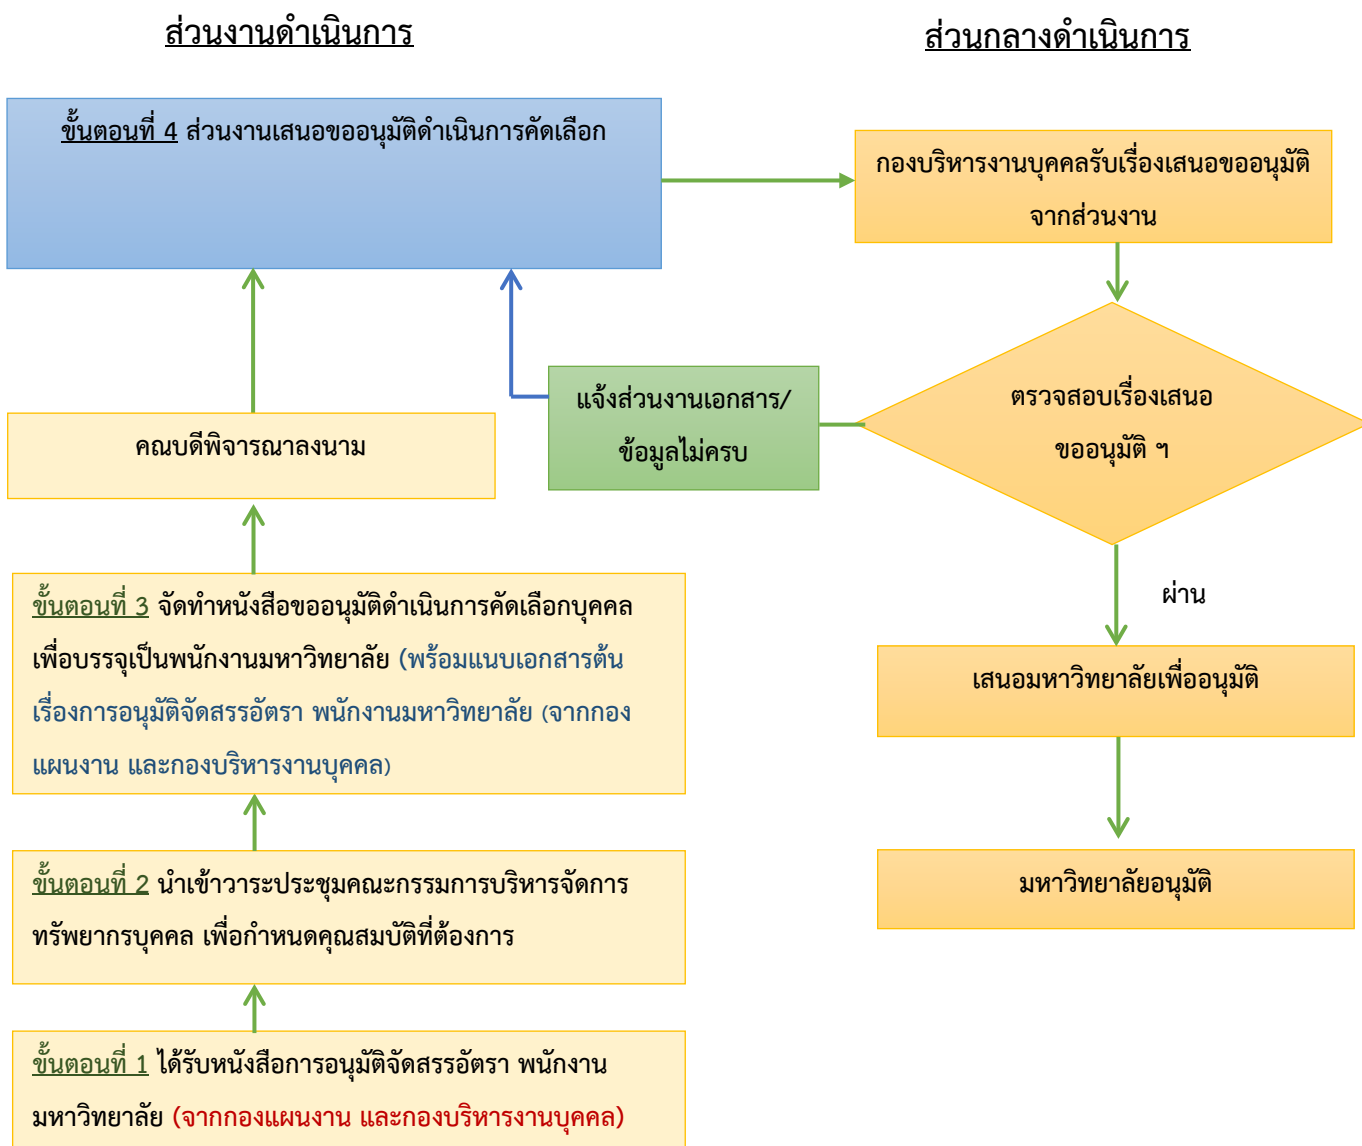 ส่วนงานดำเนินการ
ส่วนกลางดำเนินการ
ขั้นตอนที่ 4 ส่วนงานเสนอขออนุมัติดำเนินการคัดเลือก
กองบริหารงานบุคคลรับเรื่องเสนอขออนุมัติ
จากส่วนงาน
แจ้งส่วนงานเอกสาร/
ข้อมูลไม่ครบ
ตรวจสอบเรื่องเสนอ
ขออนุมัติ ฯ
คณบดีพิจารณาลงนาม
ผ่าน
ขั้นตอนที่ 3 จัดทำหนังสือขออนุมัติดำเนินการคัดเลือกบุคคล
เพื่อบรรจุเป็นพนักงานมหาวิทยาลัย (พร้อมแนบเอกสารต้น
เรื่องการอนุมัติจัดสรรอัตรา พนักงานมหาวิทยาลัย (จากกอง
แผนงาน และกองบริหารงานบุคคล)
เสนอมหาวิทยาลัยเพื่ออนุมัติ
มหาวิทยาลัยอนุมัติ
ขั้นตอนที่ 2 นำเข้าวาระประชุมคณะกรรมการบริหารจัดการ
ทรัพยากรบุคคล เพื่อกำหนดคุณสมบัติที่ต้องการ
ขั้นตอนที่ 1 ได้รับหนังสือการอนุมัติจัดสรรอัตรา พนักงาน
มหาวิทยาลัย (จากกองแผนงาน และกองบริหารงานบุคคล)